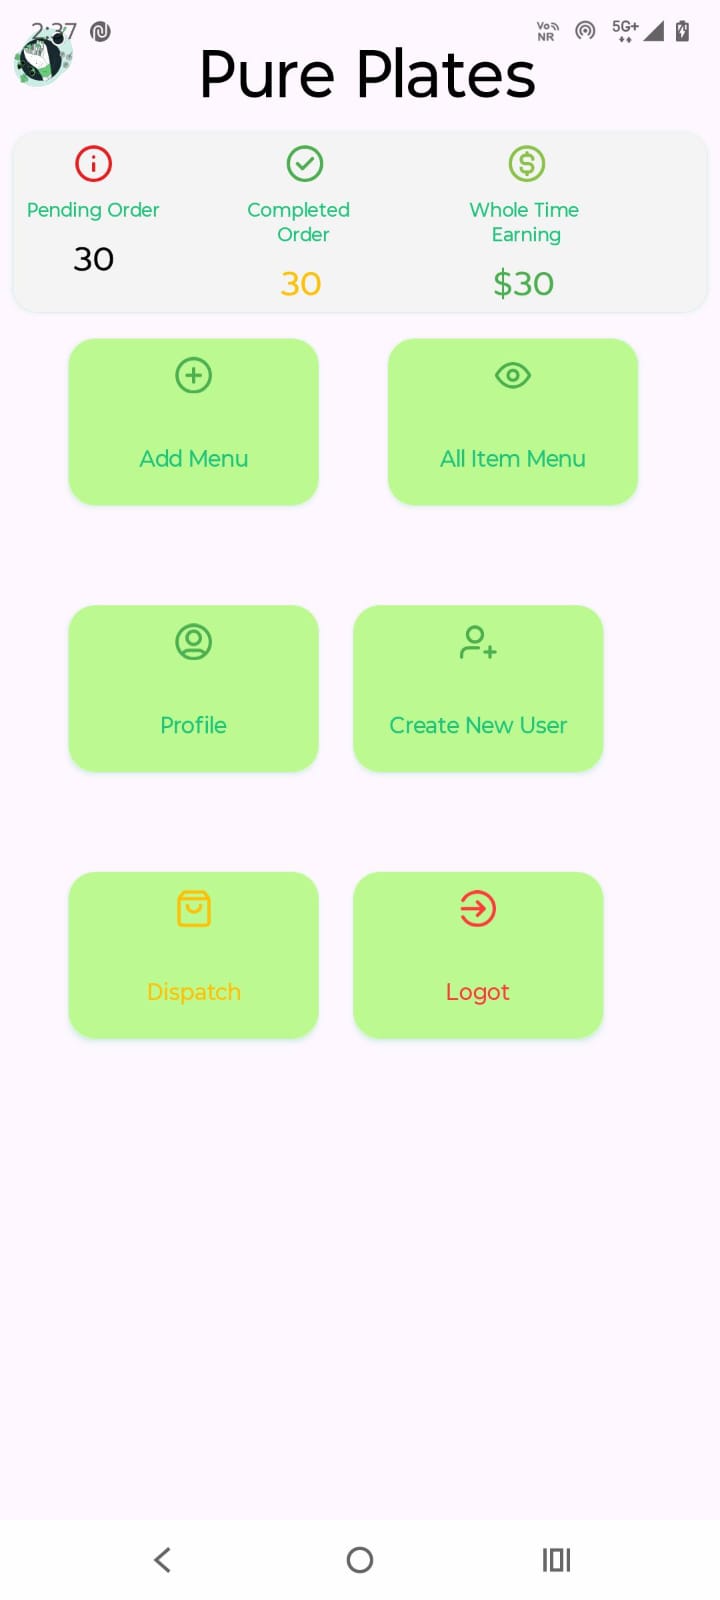 2:37
Vo
NR
5G+
Pure Plates
Pending Order
30
Completed
Order
30
Whole Time
Earning
$30
Add Menu
All Item Menu
Profile
Create New User
Dispatch
Logot